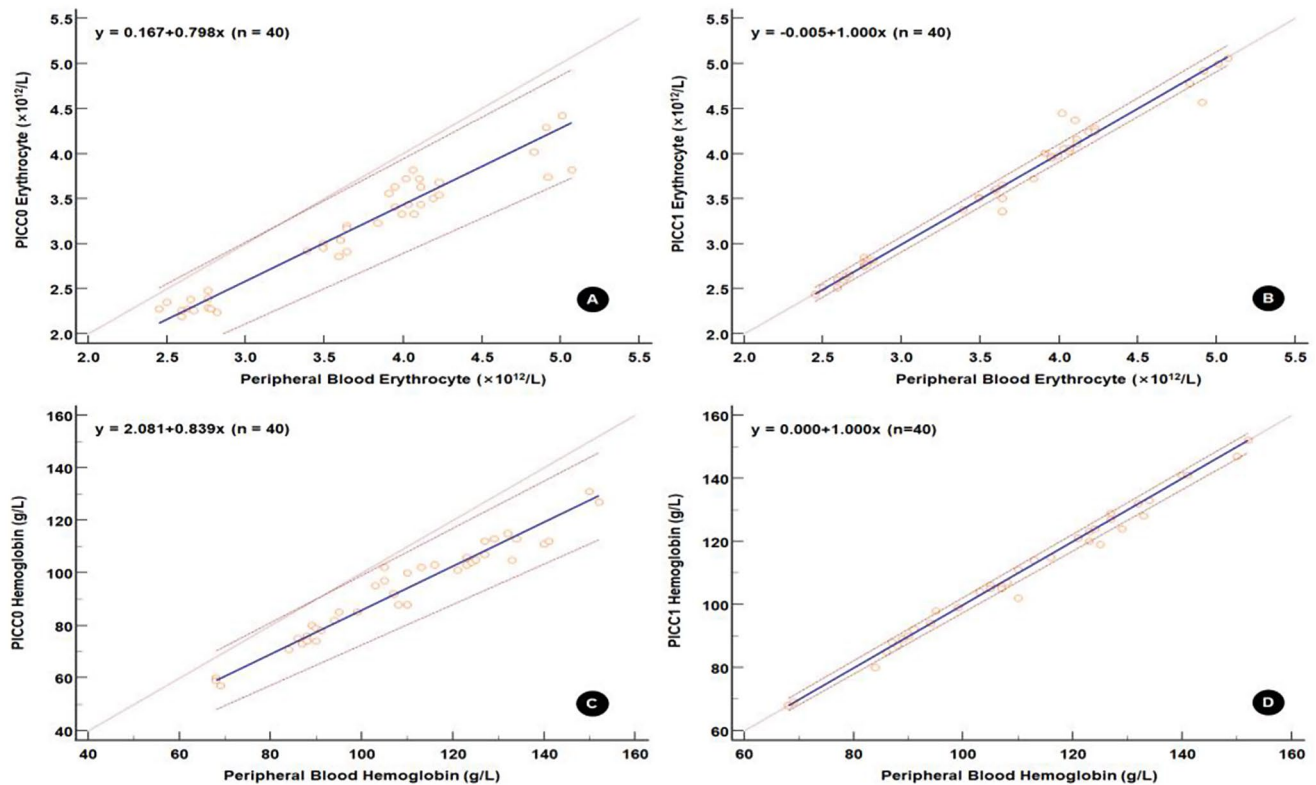 y = 0.167+0.798x (n = 40)
PICC0 Erythrocyte (×10¹²/L)
5.5
5.0
4.5
4.0
3.5
3.0
2.5
2.0
A
2.0 2.5 3.0 3.5 4.0 4.5 5.0 5.5
Peripheral Blood Erythrocyte (×10¹²/L)
y = -0.005+1.000x (n = 40)
PICC1 Erythrocyte (×10¹²/L)
5.5
5.0
4.5
4.0
3.5
3.0
2.5
2.0
B
2.0 2.5 3.0 3.5 4.0 4.5 5.0 5.5
Peripheral Blood Erythrocyte (×10¹²/L)
y = 2.081+0.839x (n = 40)
PICC0 Hemoglobin (g/L)
160
140
120
100
80
60
40
C
40 60 80 100 120 140 160
Peripheral Blood Hemoglobin (g/L)
y = 0.000+1.000x (n=40)
PICC1 Hemoglobin (g/L)
160
140
120
100
80
60
D
60 80 100 120 140 160
Peripheral Blood Hemoglobin (g/L)